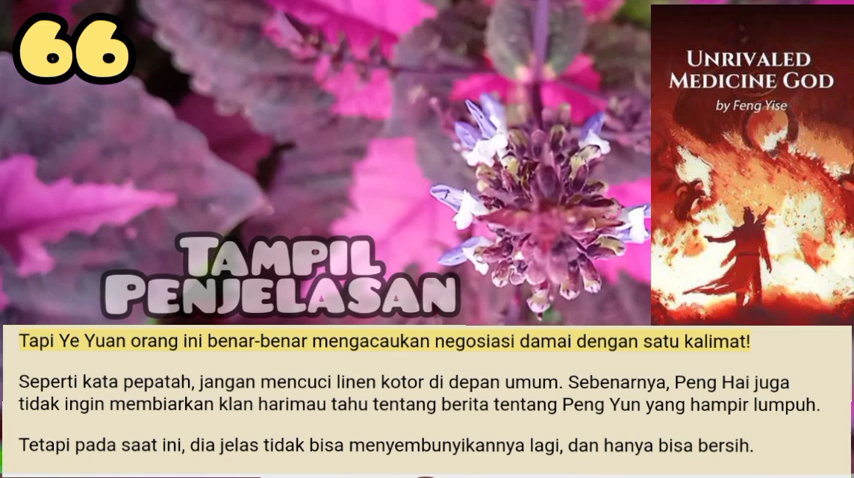 66
UNRIVALED
MEDICINE GOD
by Feng Yise
TAMPIL
PENJELASAN
Tapi Ye Yuan orang ini benar-benar mengacaukan negosiasi damai dengan satu kalimat!
Seperti kata pepatah, jangan mencuci linen kotor di depan umum. Sebenarnya, Peng Hai juga
tidak ingin membiarkan klan harimau tahu tentang berita tentang Peng Yun yang hampir lumpuh.
Tetapi pada saat ini, dia jelas tidak bisa menyembunyikannya lagi, dan hanya bisa bersih.